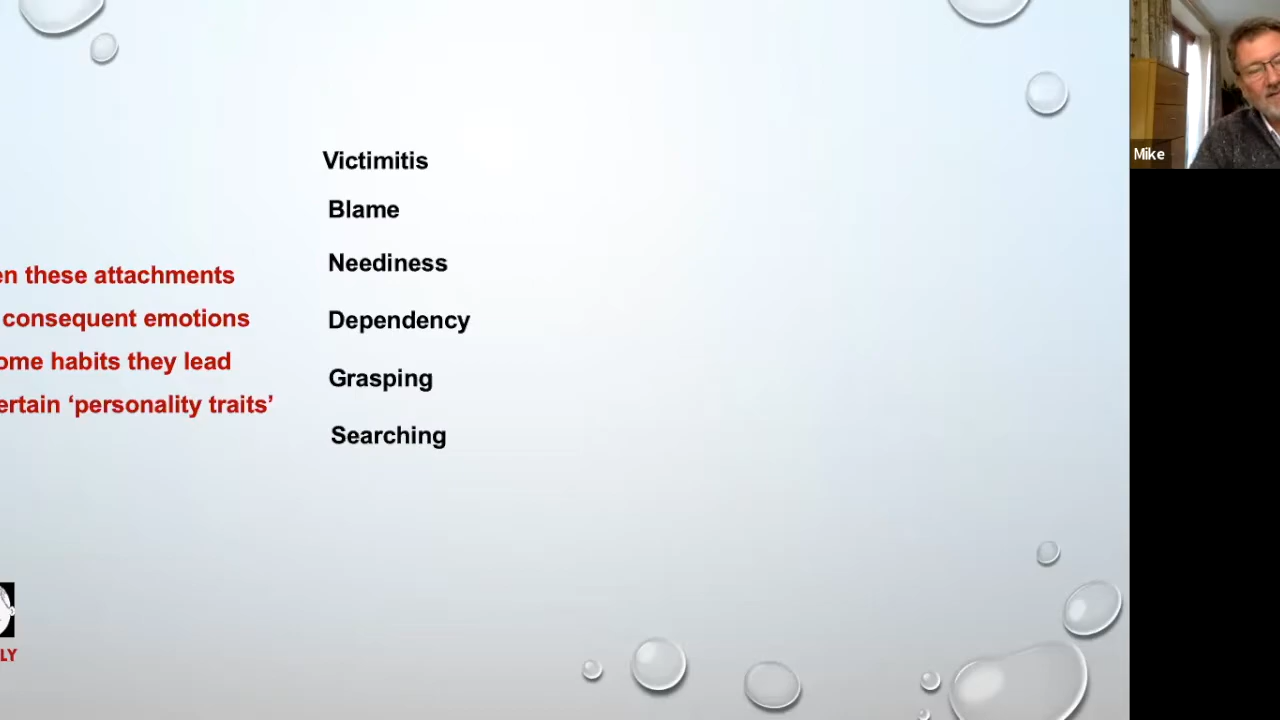 Victimitis
Blame
Neediness
Dependency
Grasping
Searching
en these attachments
consequent emotions
ome habits they lead
ertain ‘personality traits’
LY
Mike